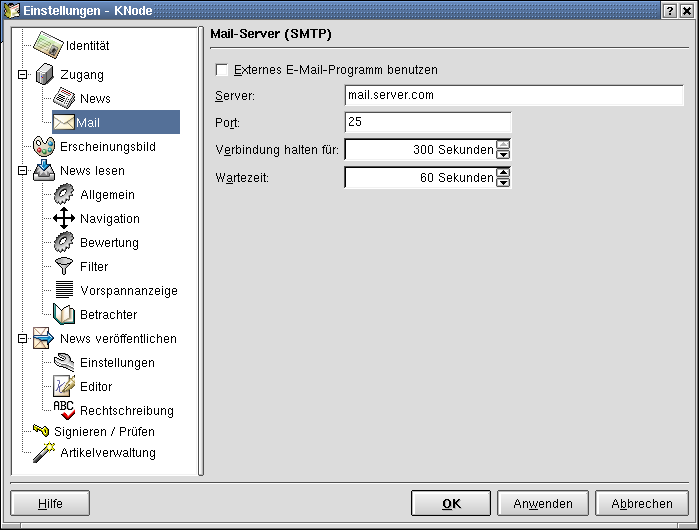 Einstellungen - KNode
Identität
Zugang
News
Mail
Erscheinungsbild
News lesen
Allgemein
Navigation
Bewertung
Filter
Vorspannanzeige
Betrachter
News veröffentlichen
Einstellungen
Editor
ABC
Rechtschreibung
Signieren / Prüfen
Artikelverwaltung
Mail-Server (SMTP)
Externes E-Mail-Programm benutzen
Server: mail.server.com
Port: 25
Verbindung halten für: 300 Sekunden
Wartezeit: 60 Sekunden
Hilfe
OK
Anwenden
Abbrechen